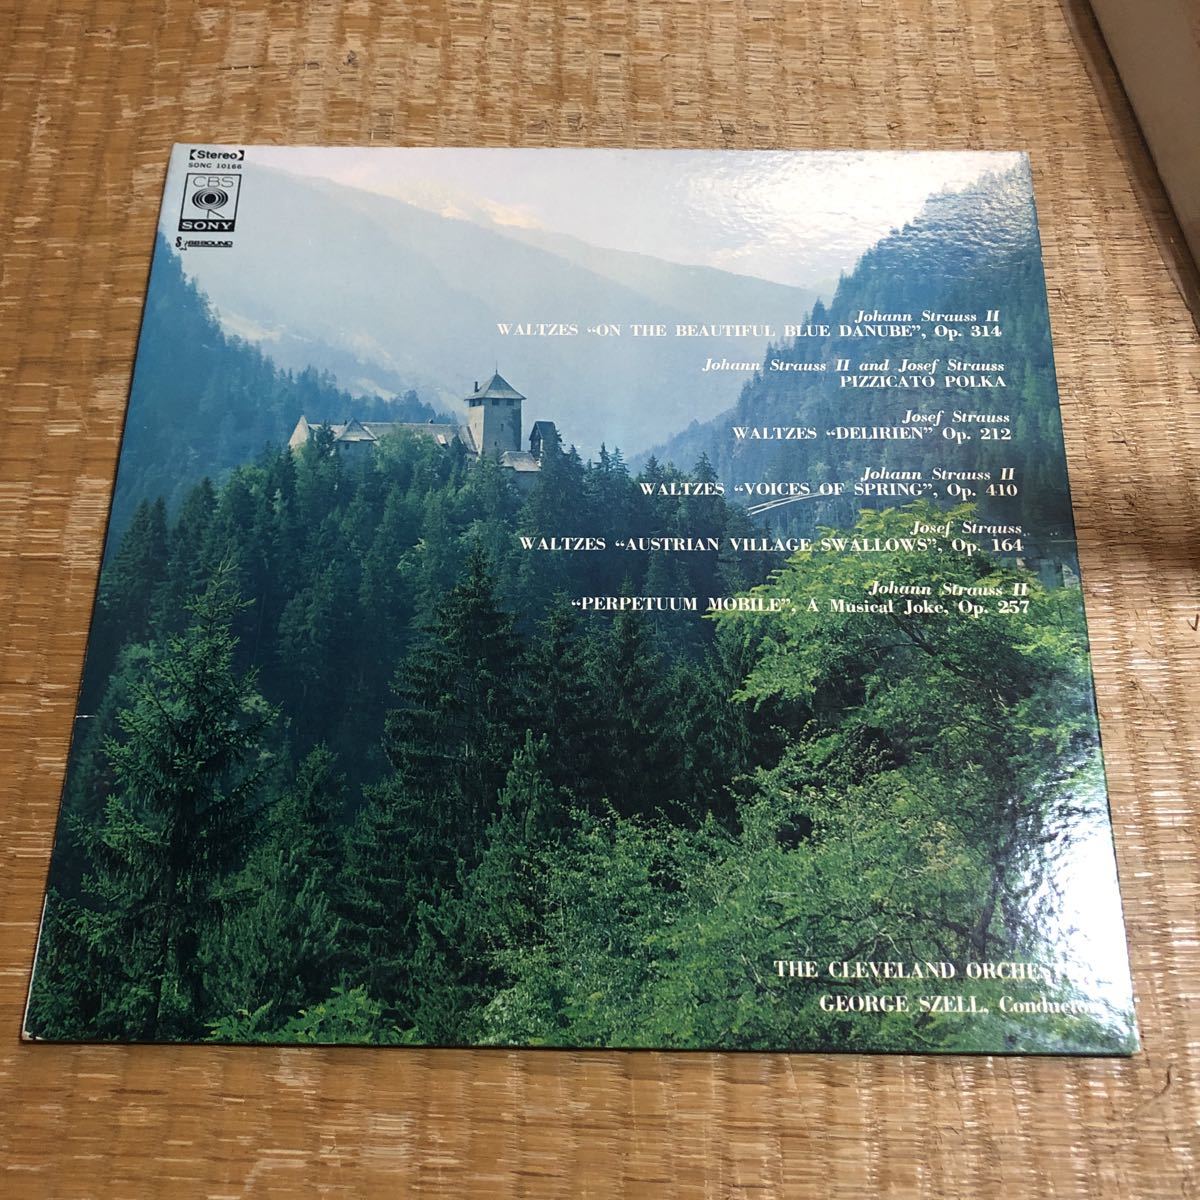 【Stereo】
SONC 10166
CBS
SONY
SX68SOUND
Johann Strauss II
WALTZES “ON THE BEAUTIFUL BLUE DANUBE”, Op. 314
Johann Strauss II and Josef Strauss
PIZZICATO POLKA
Josef Strauss
WALTZES “DELIRIEN” Op. 212
Johann Strauss II
WALTZES “VOICES OF SPRING”, Op. 410
Josef Strauss
WALTZES “AUSTRIAN VILLAGE SWALLOWS”, Op. 164
Johann Strauss II
“PERPETUUM MOBILE”, A Musical Joke, Op. 257
THE CLEVELAND ORCHESTRA
GEORGE SZELL, Conductor